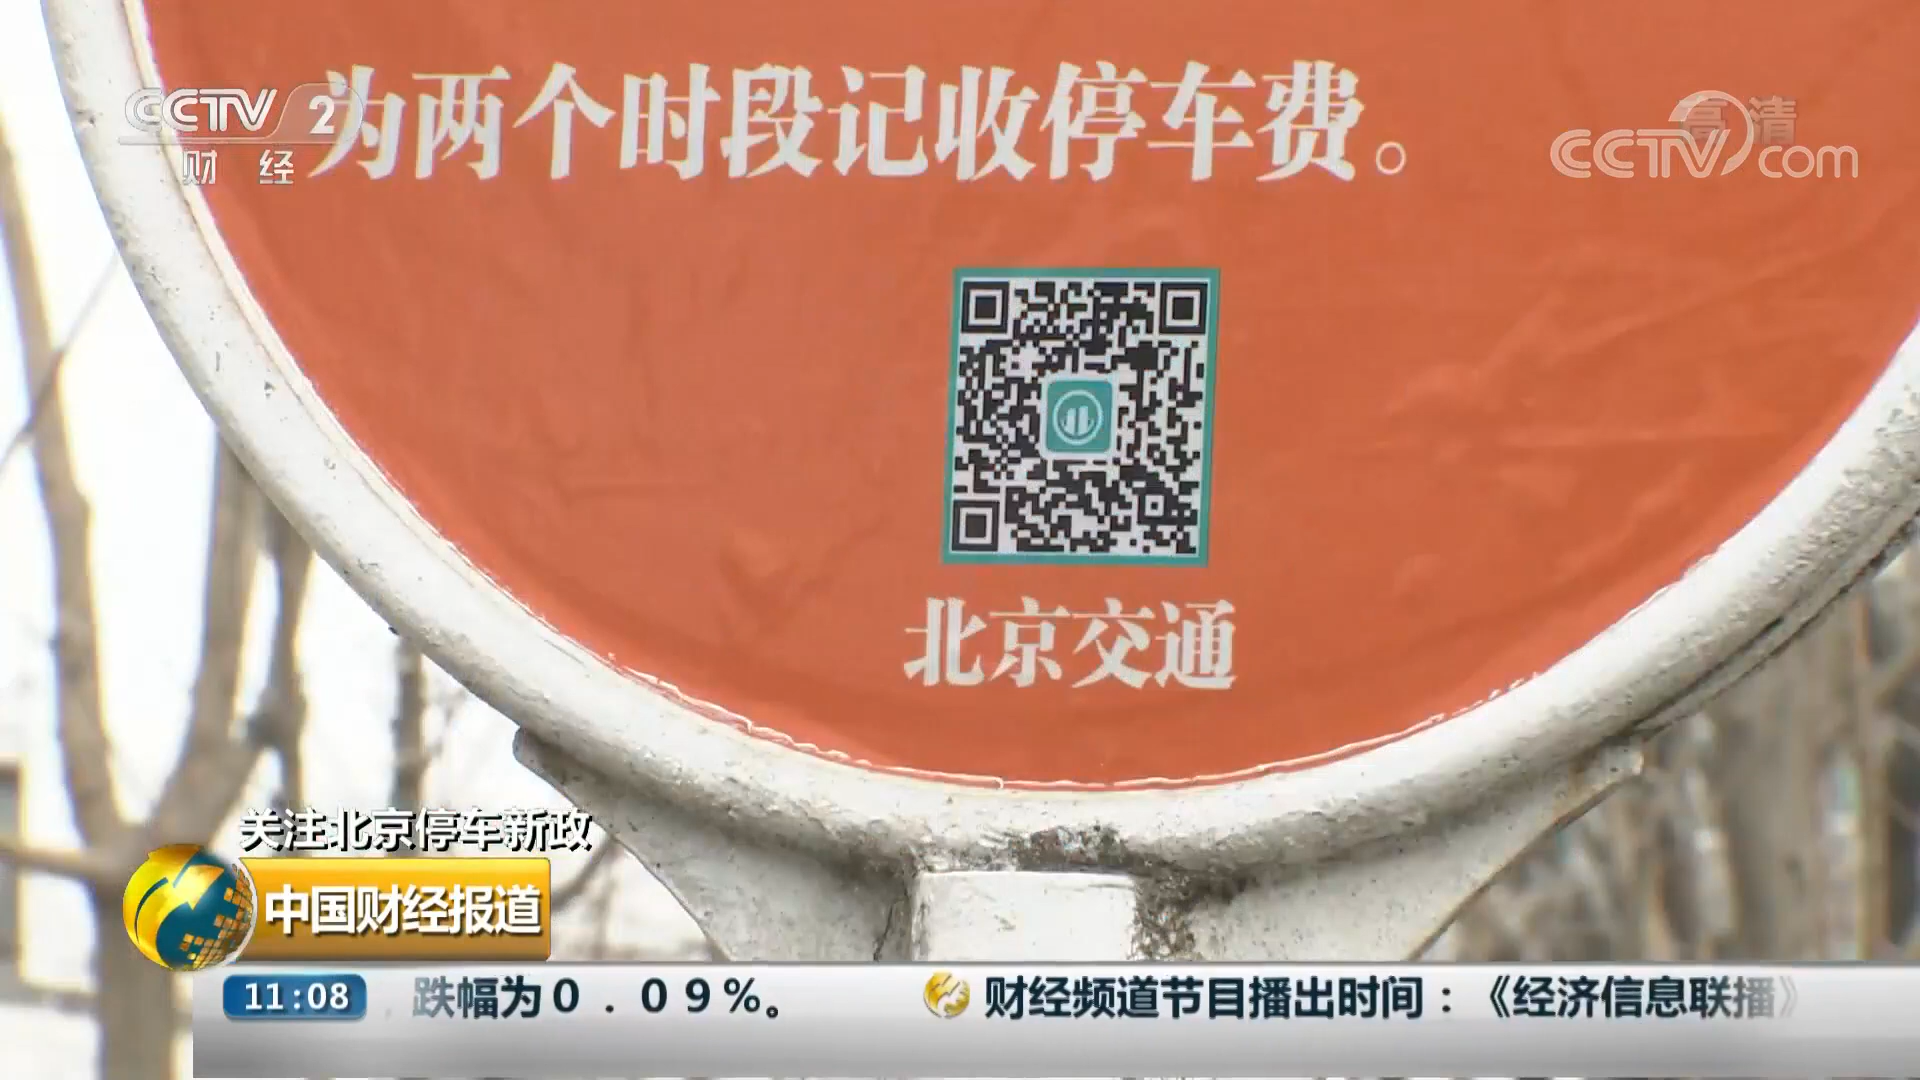 为两个时段记收停车费。
CCTV 2
财 经
高清
CCTV.com
北京交通
关注北京停车新政
中国财经报道
11:08
，跌幅为0．09%。
财经频道节目播出时间：《经济信息联播》